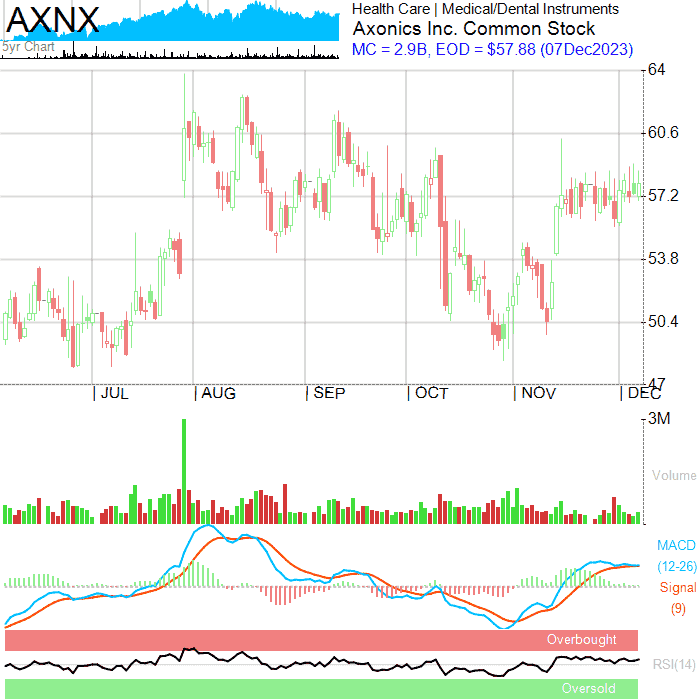 AXNX
5yr Chart
Health Care | Medical/Dental Instruments
Axonics Inc. Common Stock
MC = 2.9B, EOD = $57.88 (07Dec2023)
64
60.6
57.2
53.8
50.4
47
JUL
AUG
SEP
OCT
NOV
DEC
3M
Volume
MACD
(12-26)
Signal
(9)
Overbought
RSI(14)
Oversold